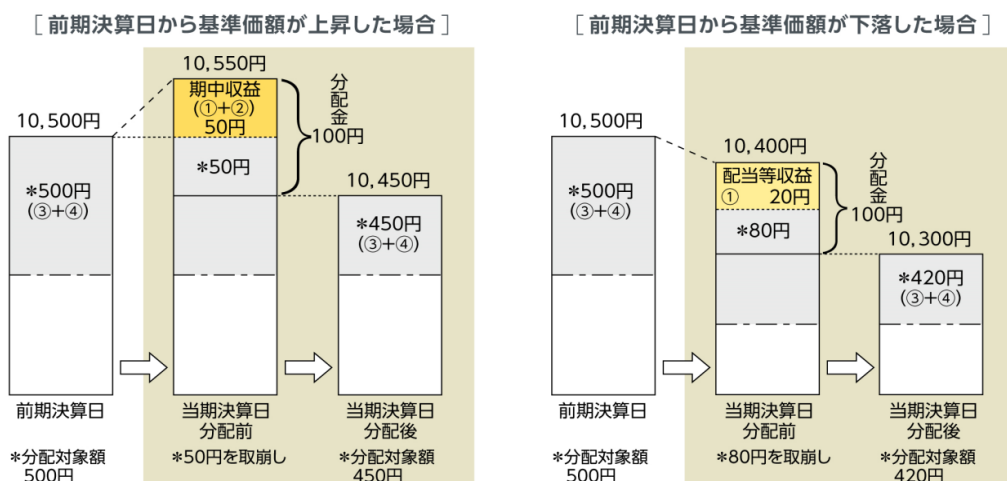 [前期決算日から基準価額が上昇した場合]
10,550円
期中収益
(①+②)
50円
分配金
100円
10,500円
*500円
(③+④)
*50円
10,450円
*450円
(③+④)
前期決算日
当期決算日
分配前
当期決算日
分配後
*分配対象額
500円
*50円を取崩し
*分配対象額
450円
[前期決算日から基準価額が下落した場合]
10,500円
*500円
(③+④)
10,400円
配当等収益
① 20円
分配金
100円
*80円
10,300円
*420円
(③+④)
前期決算日
当期決算日
分配前
当期決算日
分配後
*分配対象額
500円
*80円を取崩し
*分配対象額
420円